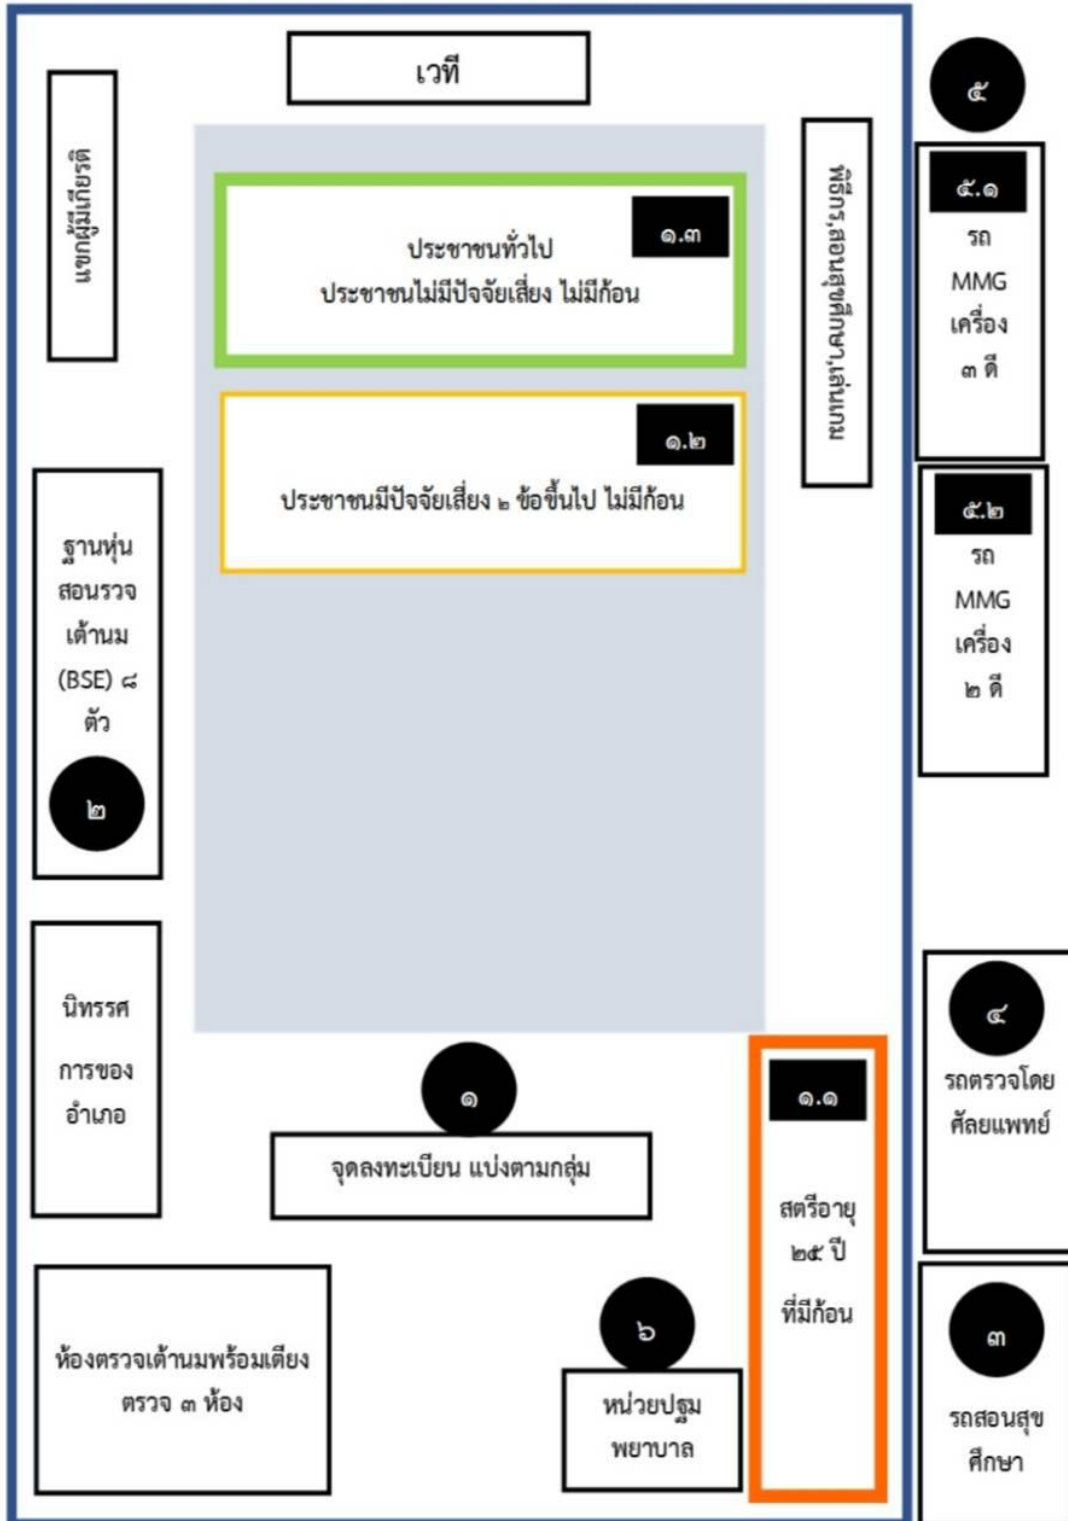 เวที
แขกผู้มีเกียรติ
๑.๓
ประชาชนทั่วไป
ประชาชนไม่มีปัจจัยเสี่ยง ไม่มีก้อน
พิธีกร,สอนสุขศึกษา,เล่นเกม
๕
๕.๑
รถ
MMG
เครื่อง
๓ ดี
๑.๒
ประชาชนมีปัจจัยเสี่ยง ๒ ข้อขึ้นไป ไม่มีก้อน
๕.๒
รถ
MMG
เครื่อง
๒ ดี
ฐานหุ่น
สอนรวจ
เต้านม
(BSE) ๘
ตัว
๒
นิทรรศ
การของ
อำเภอ
๑
จุดลงทะเบียน แบ่งตามกลุ่ม
๑.๑
สตรีอายุ
๒๕ ปี
ที่มีก้อน
๔
รถตรวจโดย
ศัลยแพทย์
ห้องตรวจเต้านมพร้อมเตียง
ตรวจ ๓ ห้อง
๖
หน่วยปฐม
พยาบาล
๓
รถสอนสุข
ศึกษา